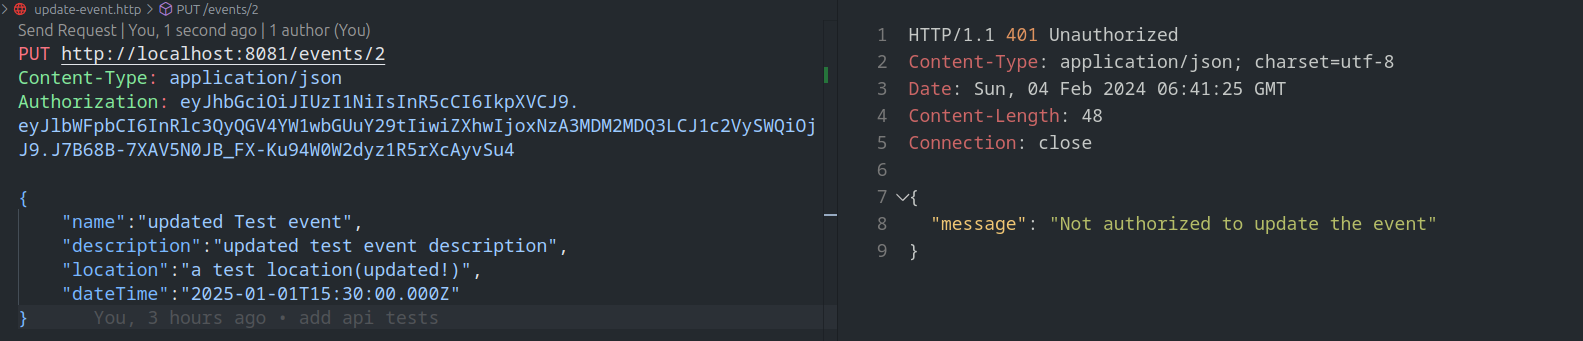 update-event.http > PUT /events/2
Send Request | You, 1 second ago | 1 author (You)
PUT http://localhost:8081/events/2
Content-Type: application/json
Authorization: eyJhbGciOiJIUzI1NiIsInR5cCI6IkpXVCJ9.
eyJlbWFpbCI6InRlc3QyQGV4YW1wbGUuY29tIiwiZXhwIjoxNzA3MDM2MDQ3LCJ1c2VySWQiOj
J9.J7B68B-7XAV5N0JB_FX-Ku94W0W2dyz1R5rXcAyvSu4
{
"name":"updated Test event",
"description":"updated test event description",
"location":"a test location(updated!)",
"dateTime":"2025-01-01T15:30:00.000Z"
} You, 3 hours ago • add api tests
1 HTTP/1.1 401 Unauthorized
2 Content-Type: application/json; charset=utf-8
3 Date: Sun, 04 Feb 2024 06:41:25 GMT
4 Content-Length: 48
5 Connection: close
6
7 {
8 "message": "Not authorized to update the event"
9 }